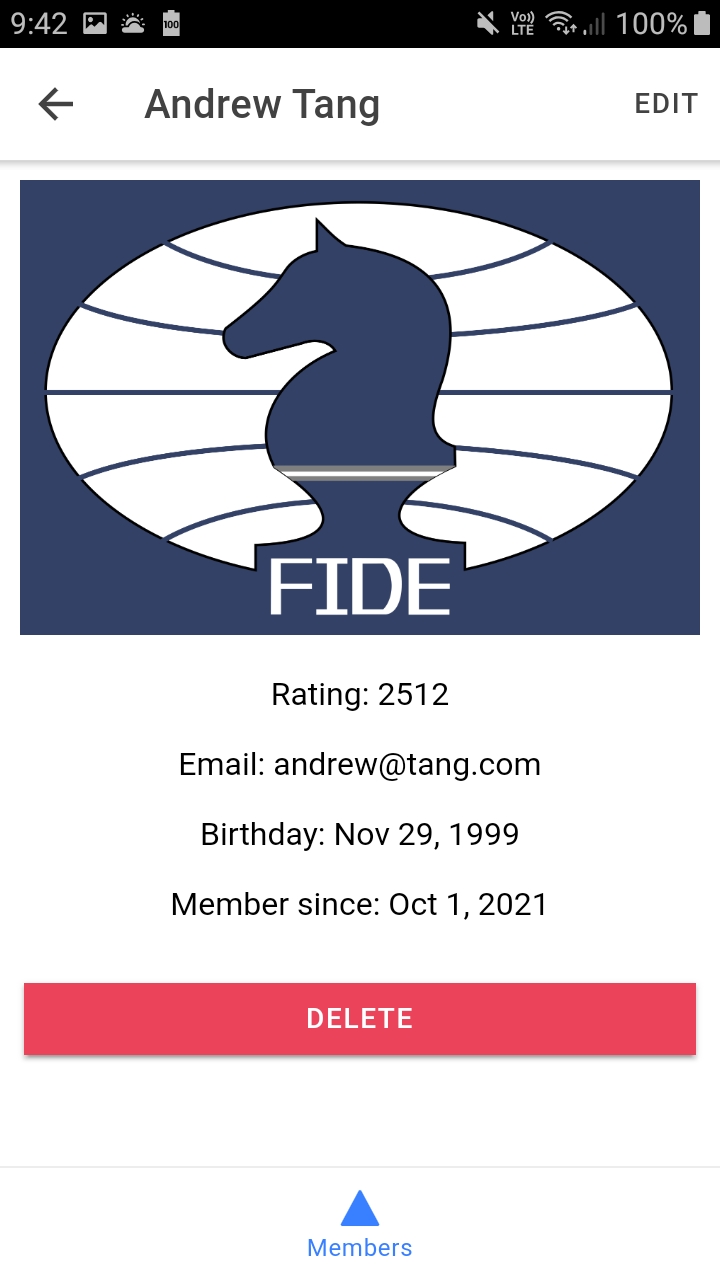 9:42 100 Vo)) LTE 100%
Andrew Tang EDIT
FIDE
Rating: 2512
Email: andrew@tang.com
Birthday: Nov 29, 1999
Member since: Oct 1, 2021
DELETE
Members